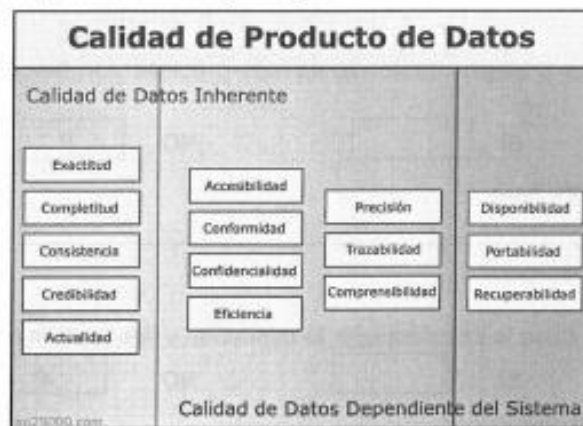 Calidad de Producto de Datos
Calidad de Datos Inherente
Exactitud
Completitud
Consistencia
Credibilidad
Actualidad
Accesibilidad
Conformidad
Confidencialidad
Eficiencia
Precisión
Trazabilidad
Comprensibilidad
Disponibilidad
Portabilidad
Recuperabilidad
Calidad de Datos Dependiente del Sistema